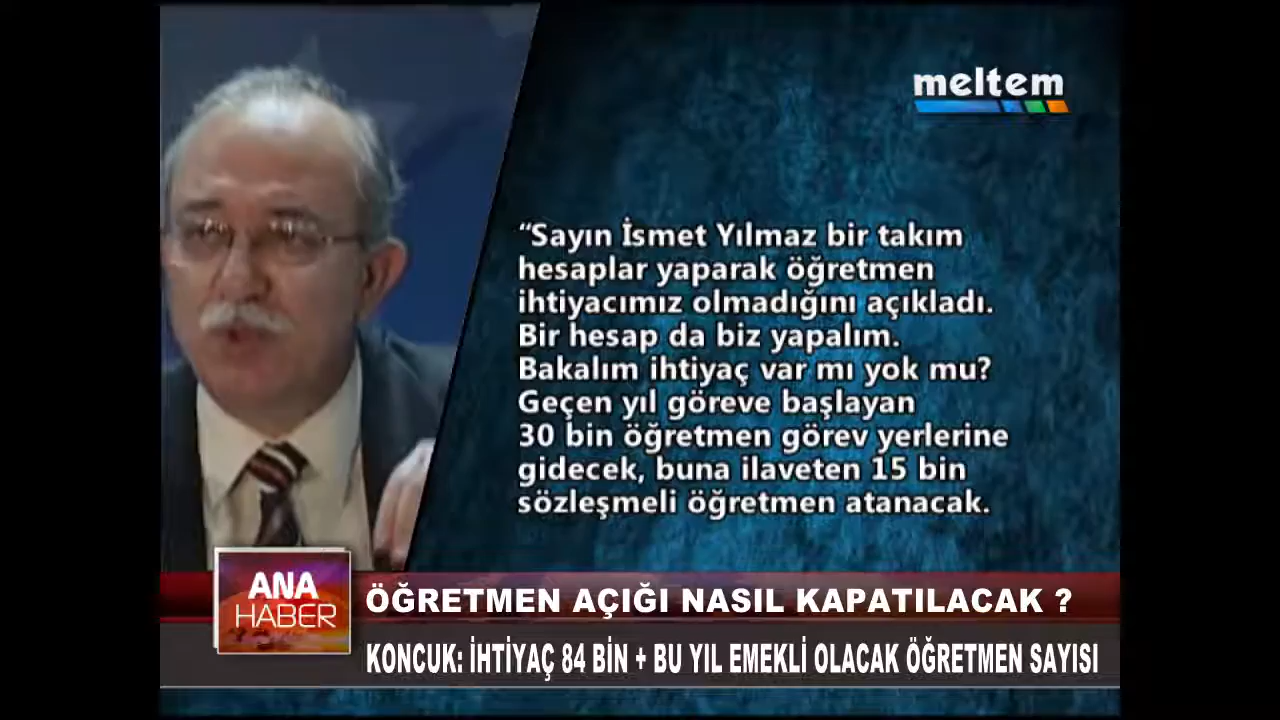 meltem
“Sayın İsmet Yılmaz bir takım
hesaplar yaparak öğretmen
ihtiyacımız olmadığını açıkladı.
Bir hesap da biz yapalım.
Bakalım ihtiyaç var mı yok mu?
Geçen yıl göreve başlayan
30 bin öğretmen görev yerlerine
gidecek, buna ilaveten 15 bin
sözleşmeli öğretmen atanacak.
ANA
HABER
ÖĞRETMEN AÇIĞI NASIL KAPATILACAK ?
KONCUK: İHTİYAÇ 84 BİN + BU YIL EMEKLİ OLACAK ÖĞRETMEN SAYISI